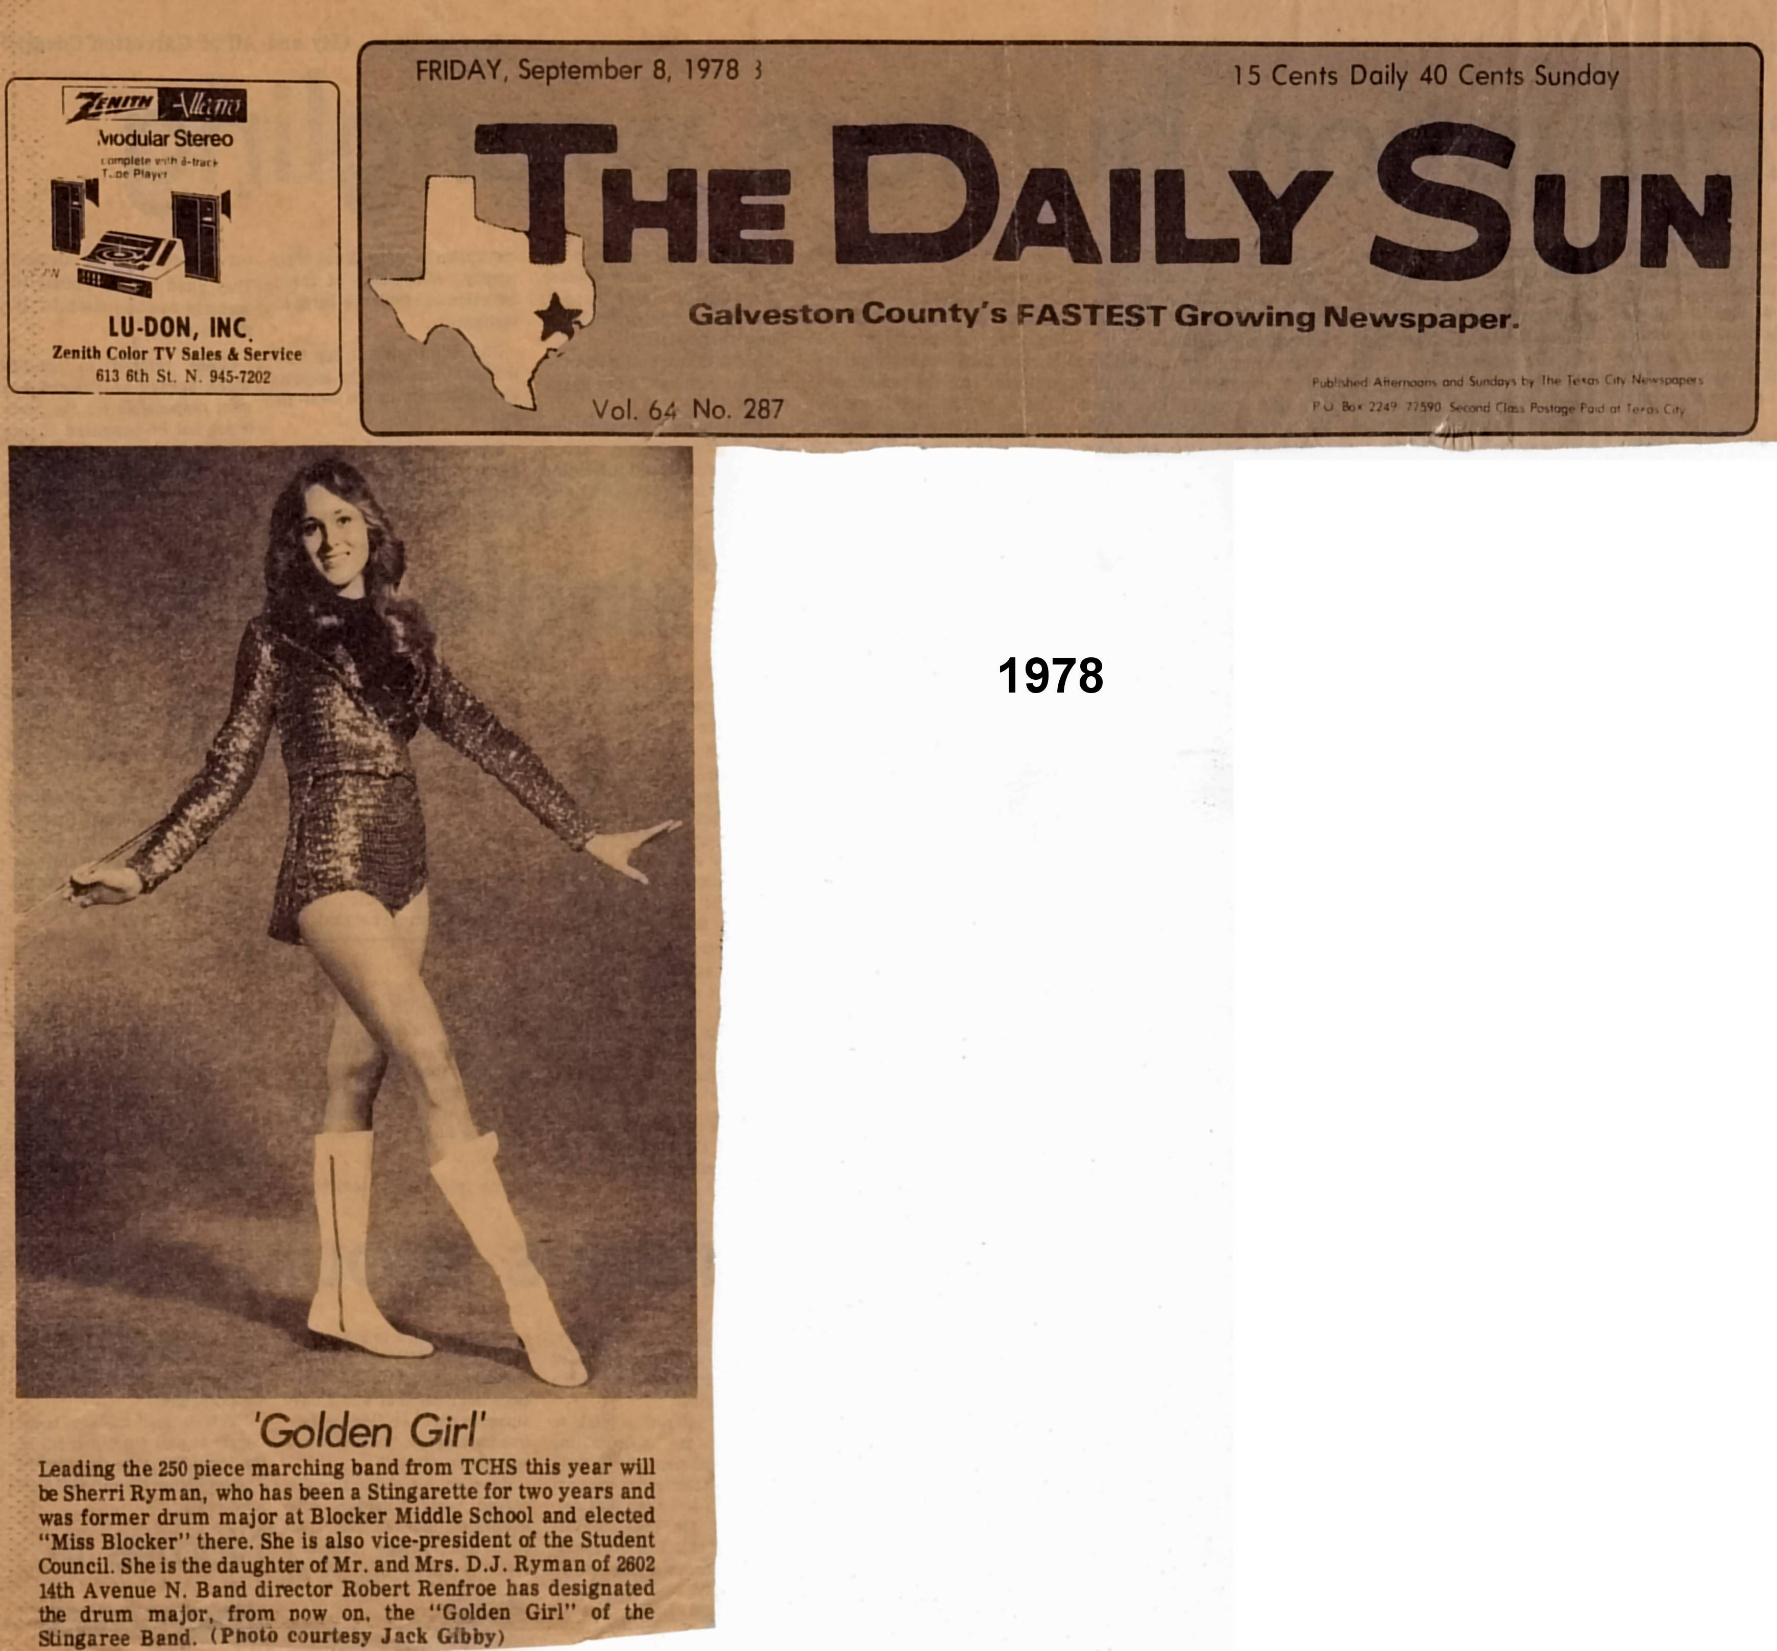 ZENITH Allegro
Modular Stereo
complete with 8-track
Tape Player
LU-DON, INC.
Zenith Color TV Sales & Service
613 6th St. N. 945-7202
FRIDAY, September 8, 1978
15 Cents Daily 40 Cents Sunday
THE DAILY SUN
Galveston County's FASTEST Growing Newspaper.
Published Afternoons and Sundays by The Texas City Newspapers
Vol. 64 No. 287
P.O. Box 2249 77590 Second Class Postage Paid at Texas City
1978
'Golden Girl'
Leading the 250 piece marching band from TCHS this year will
be Sherri Ryman, who has been a Stingarette for two years and
was former drum major at Blocker Middle School and elected
"Miss Blocker" there. She is also vice-president of the Student
Council. She is the daughter of Mr. and Mrs. D.J. Ryman of 2602
14th Avenue N. Band director Robert Renfroe has designated
the drum major, from now on, the "Golden Girl" of the
Stingaree Band. (Photo courtesy Jack Gibby)